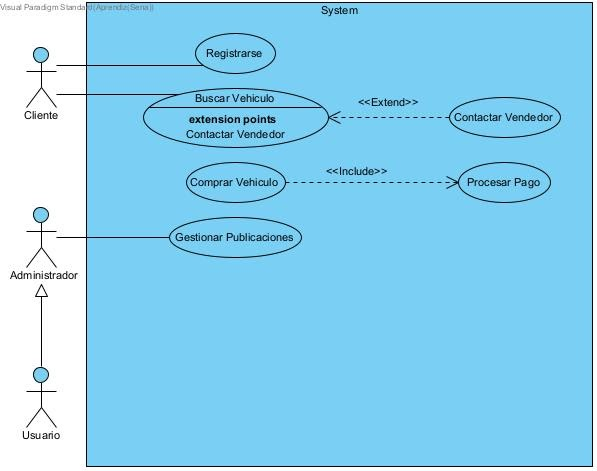 Visual Paradigm Standard(Aprendiz(Sena))
System
Registrarse
Cliente
Buscar Vehiculo
extension points
Contactar Vendedor
<<Extend>>
Contactar Vendedor
Comprar Vehiculo
<<Include>>
Procesar Pago
Gestionar Publicaciones
Administrador
Usuario